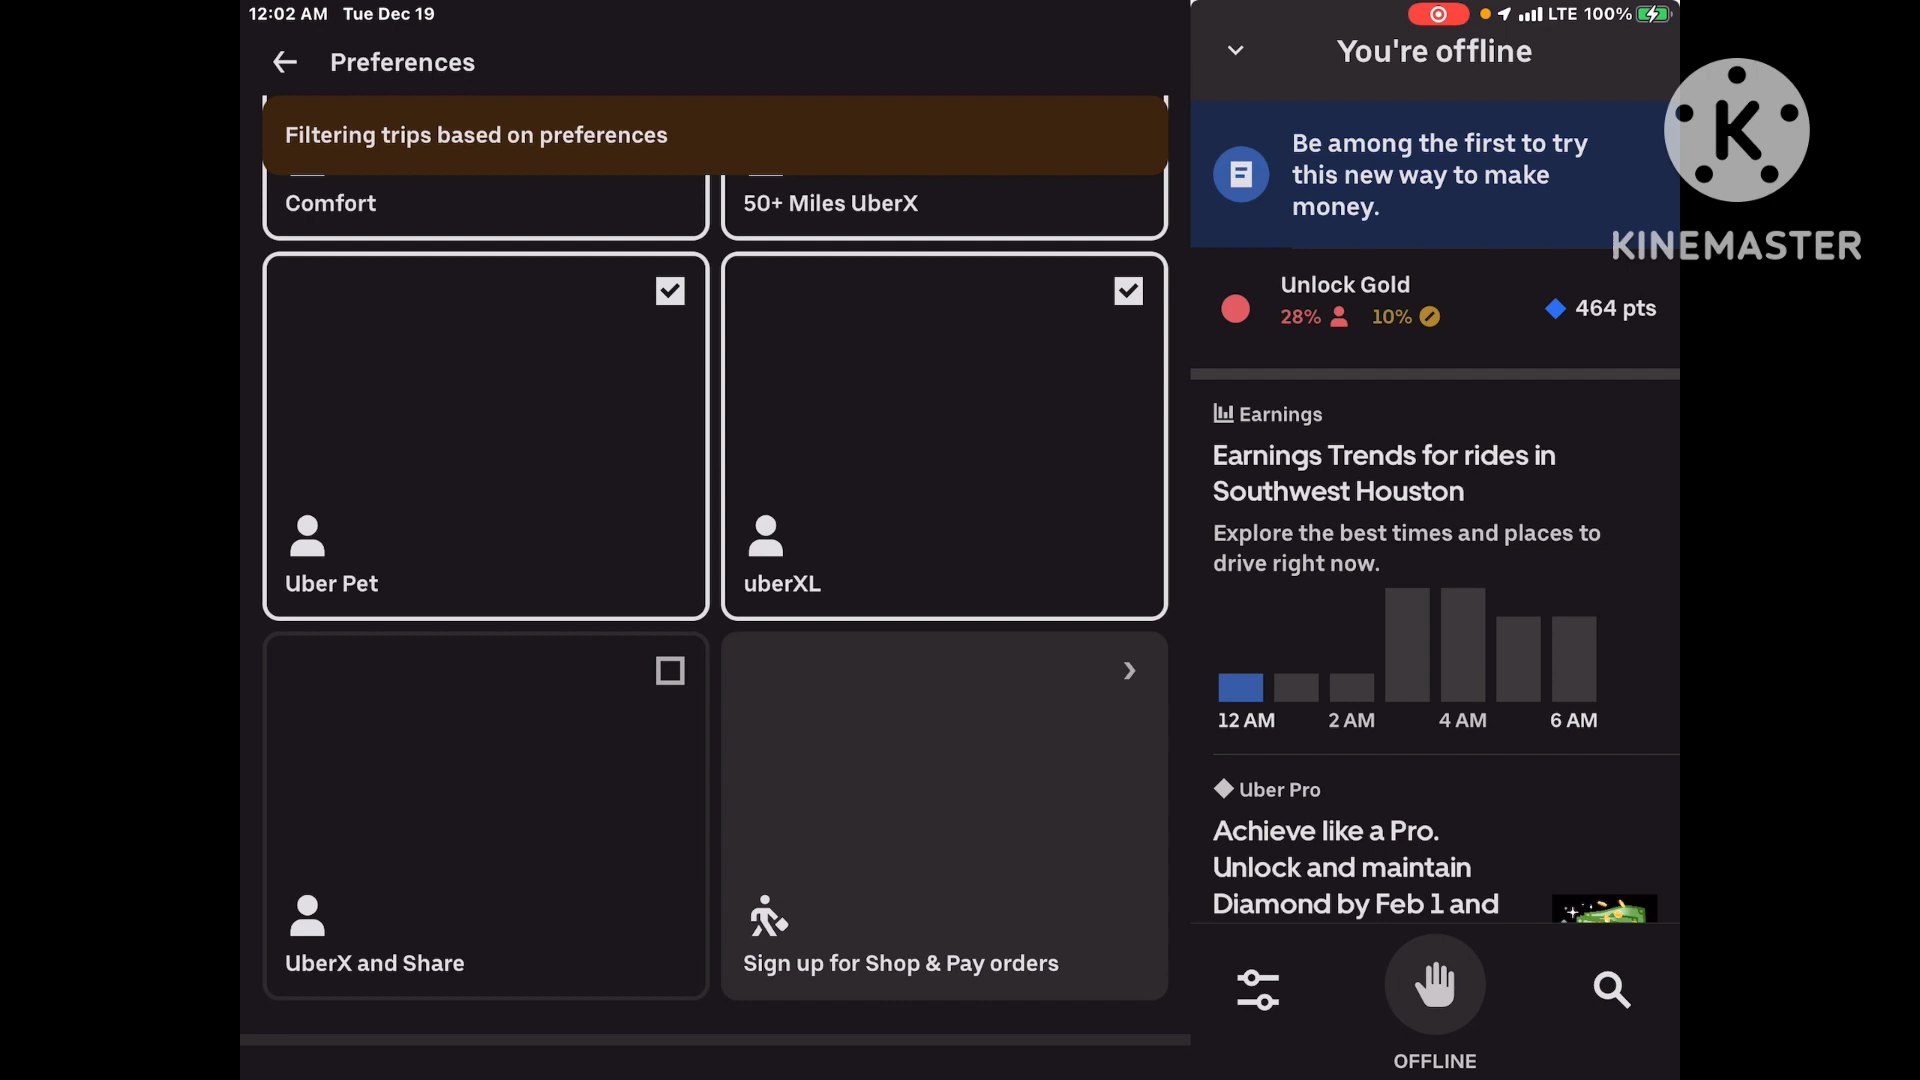 12:02 AM Tue Dec 19
Preferences
Filtering trips based on preferences
Comfort
50+ Miles UberX
Uber Pet
uberXL
UberX and Share
Sign up for Shop & Pay orders
LTE 100%
You're offline
Be among the first to try
this new way to make
money.
Unlock Gold
28% 10%
464 pts
Earnings
Earnings Trends for rides in
Southwest Houston
Explore the best times and places to
drive right now.
12 AM 2 AM 4 AM 6 AM
Uber Pro
Achieve like a Pro.
Unlock and maintain
Diamond by Feb 1 and
OFFLINE
K
KINEMASTER